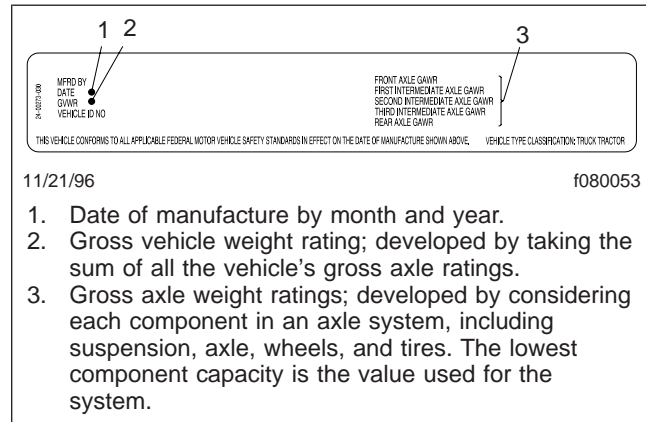 1 2
3
24-00273-030
MFRD BY
DATE
GVWR
VEHICLE ID NO
FRONT AXLE GAWR
FIRST INTERMEDIATE AXLE GAWR
SECOND INTERMEDIATE AXLE GAWR
THIRD INTERMEDIATE AXLE GAWR
REAR AXLE GAWR
THIS VEHICLE CONFORMS TO ALL APPLICABLE FEDERAL MOTOR VEHICLE SAFETY STANDARDS IN EFFECT ON THE DATE OF MANUFACTURE SHOWN ABOVE. VEHICLE TYPE CLASSIFICATION: TRUCK TRACTOR
11/21/96 f080053
1. Date of manufacture by month and year.
2. Gross vehicle weight rating; developed by taking the
sum of all the vehicle's gross axle ratings.
3. Gross axle weight ratings; developed by considering
each component in an axle system, including
suspension, axle, wheels, and tires. The lowest
component capacity is the value used for the
system.